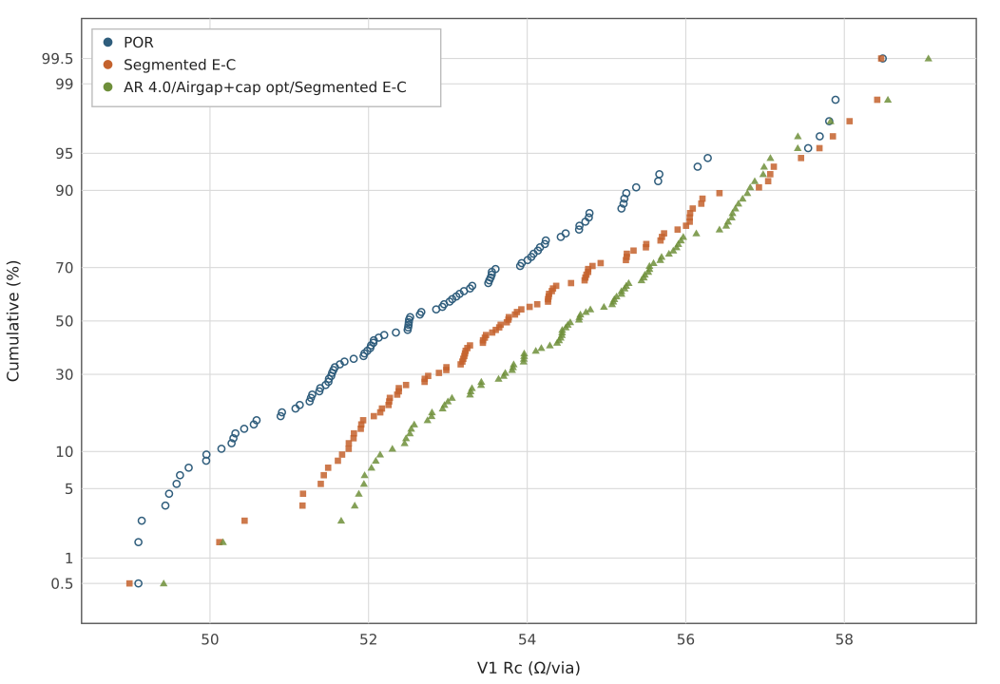 POR
Segmented E-C
AR 4.0/Airgap+cap opt/Segmented E-C
99.5
99
95
90
70
50
30
10
5
1
0.5
Cumulative (%)
50 52 54 56 58
V1 Rc (Ω/via)